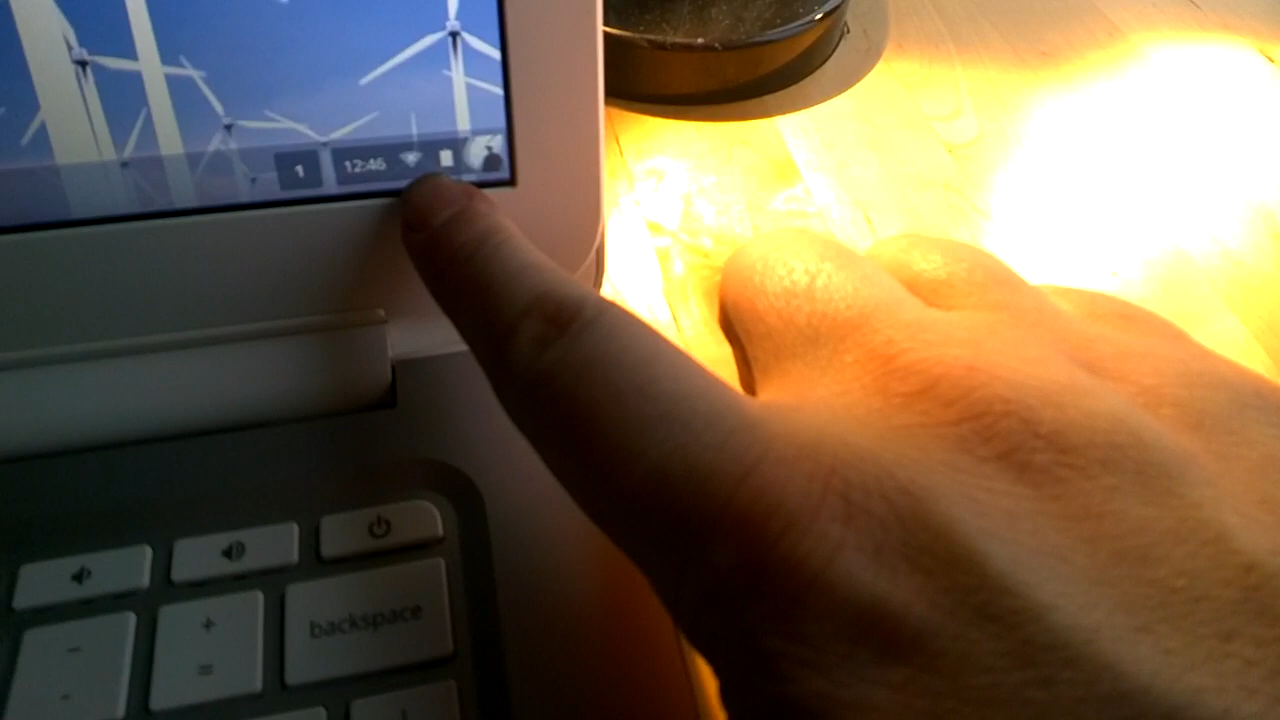 1 12:46
backspace
- + 
- =